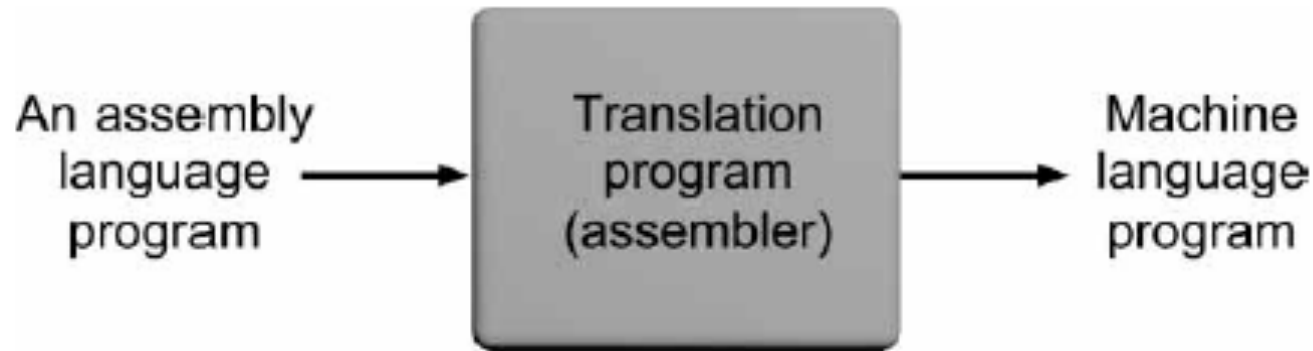 An assembly
language
program
Translation
program
(assembler)
Machine
language
program